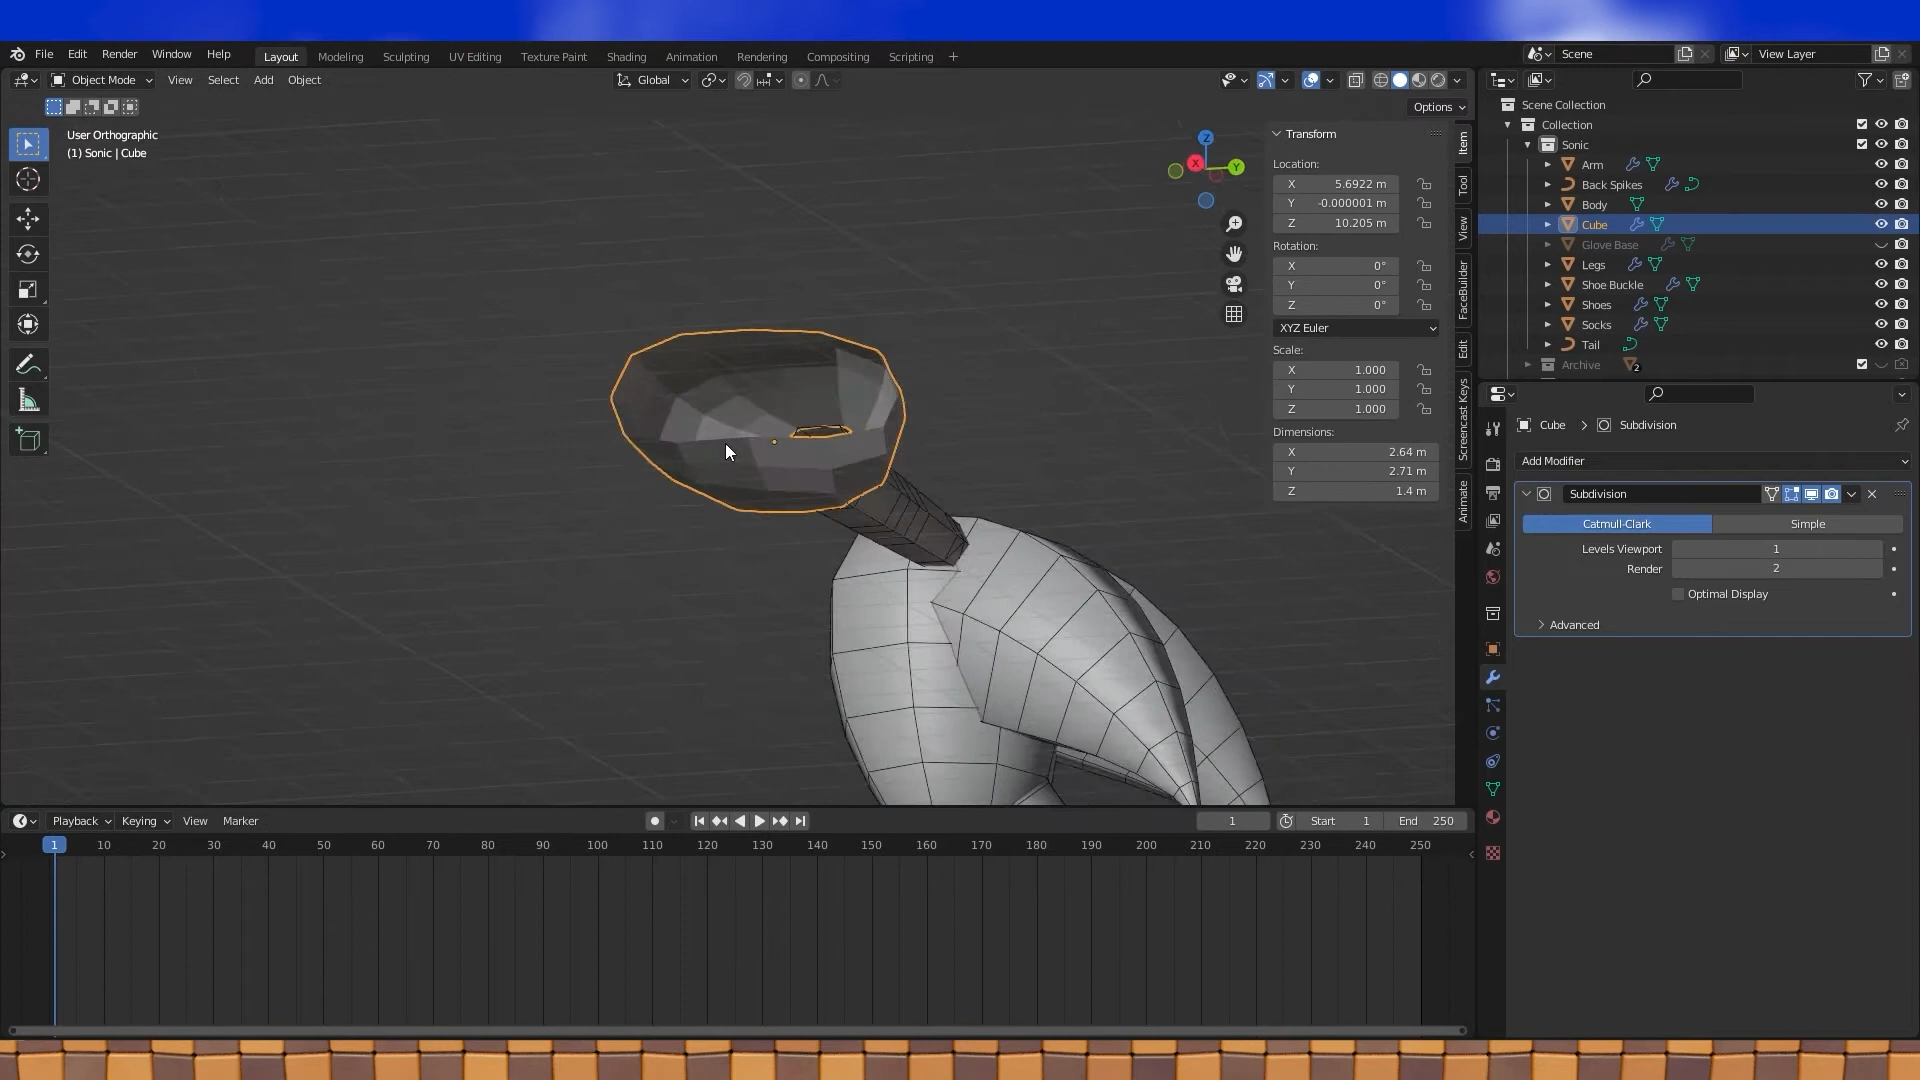 File Edit Render Window Help Layout Modeling Sculpting UV Editing Texture Paint Shading Animation Rendering Compositing Scripting + Scene View Layer
Object Mode View Select Add Object Global
Options
User Orthographic
(1) Sonic | Cube
Z
X
Y
Transform
Location:
X 5.6922 m
Y -0.000001 m
Z 10.205 m
Rotation:
X 0°
Y 0°
Z 0°
XYZ Euler
Scale:
X 1.000
Y 1.000
Z 1.000
Dimensions:
X 2.64 m
Y 2.71 m
Z 1.4 m
Item
Tool
View
FaceBuilder
Edit
Screencast Keys
Animate
Scene Collection
Collection
Sonic
Arm
Back Spikes
Body
Cube
Glove Base
Legs
Shoe Buckle
Shoes
Socks
Tail
Archive 2
Cube > Subdivision
Add Modifier
Subdivision
Catmull-Clark Simple
Levels Viewport 1
Render 2
Optimal Display
Advanced
Playback Keying View Marker 1 Start 1 End 250
1 10 20 30 40 50 60 70 80 90 100 110 120 130 140 150 160 170 180 190 200 210 220 230 240 250